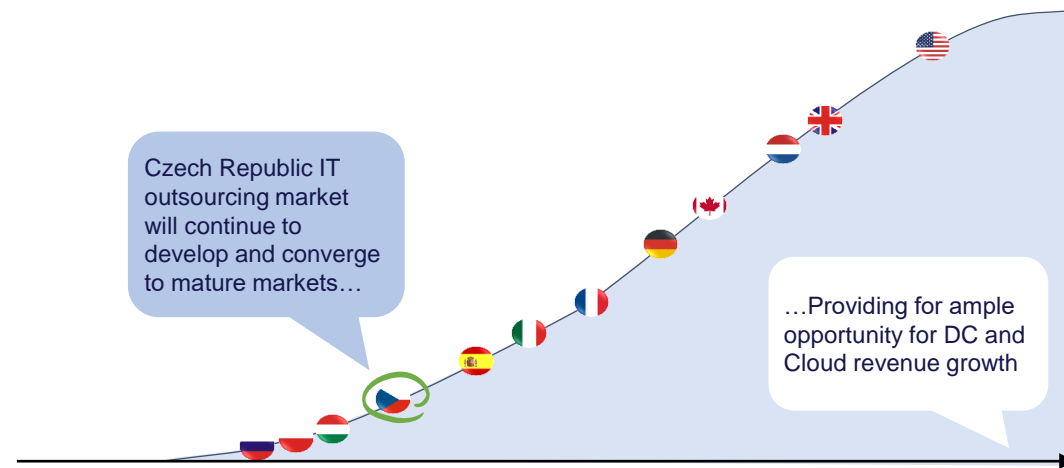 Czech Republic IT
outsourcing market
will continue to
develop and converge
to mature markets…
…Providing for ample
opportunity for DC and
Cloud revenue growth